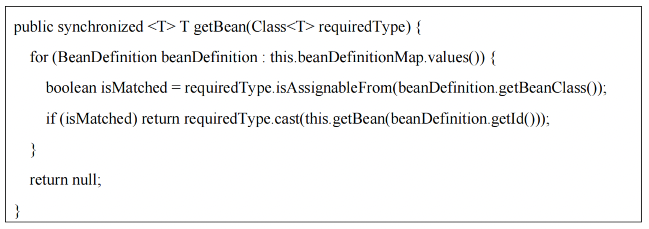 public synchronized <T> T getBean(Class<T> requiredType) {
for (BeanDefinition beanDefinition : this.beanDefinitionMap.values()) {
boolean isMatched = requiredType.isAssignableFrom(beanDefinition.getBeanClass());
if (isMatched) return requiredType.cast(this.getBean(beanDefinition.getId()));
}
return null;
}